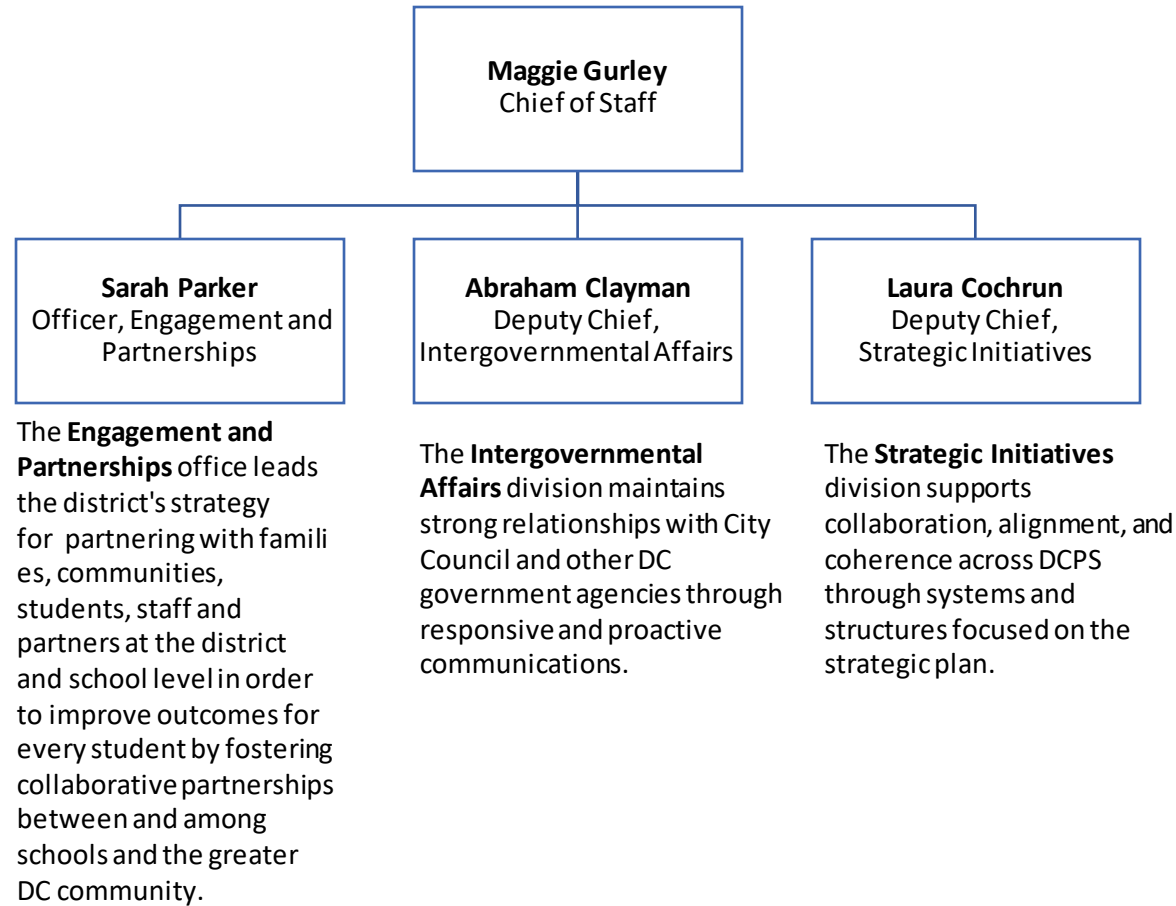 Maggie Gurley
Chief of Staff
Sarah Parker
Officer, Engagement and
Partnerships
Abraham Clayman
Deputy Chief,
Intergovernmental Affairs
Laura Cochrun
Deputy Chief,
Strategic Initiatives
The Engagement and
Partnerships office leads
the district's strategy
for partnering with famili
es, communities,
students, staff and
partners at the district
and school level in order
to improve outcomes for
every student by fostering
collaborative partnerships
between and among
schools and the greater
DC community.
The Intergovernmental
Affairs division maintains
strong relationships with City
Council and other DC
government agencies through
responsive and proactive
communications.
The Strategic Initiatives
division supports
collaboration, alignment, and
coherence across DCPS
through systems and
structures focused on the
strategic plan.